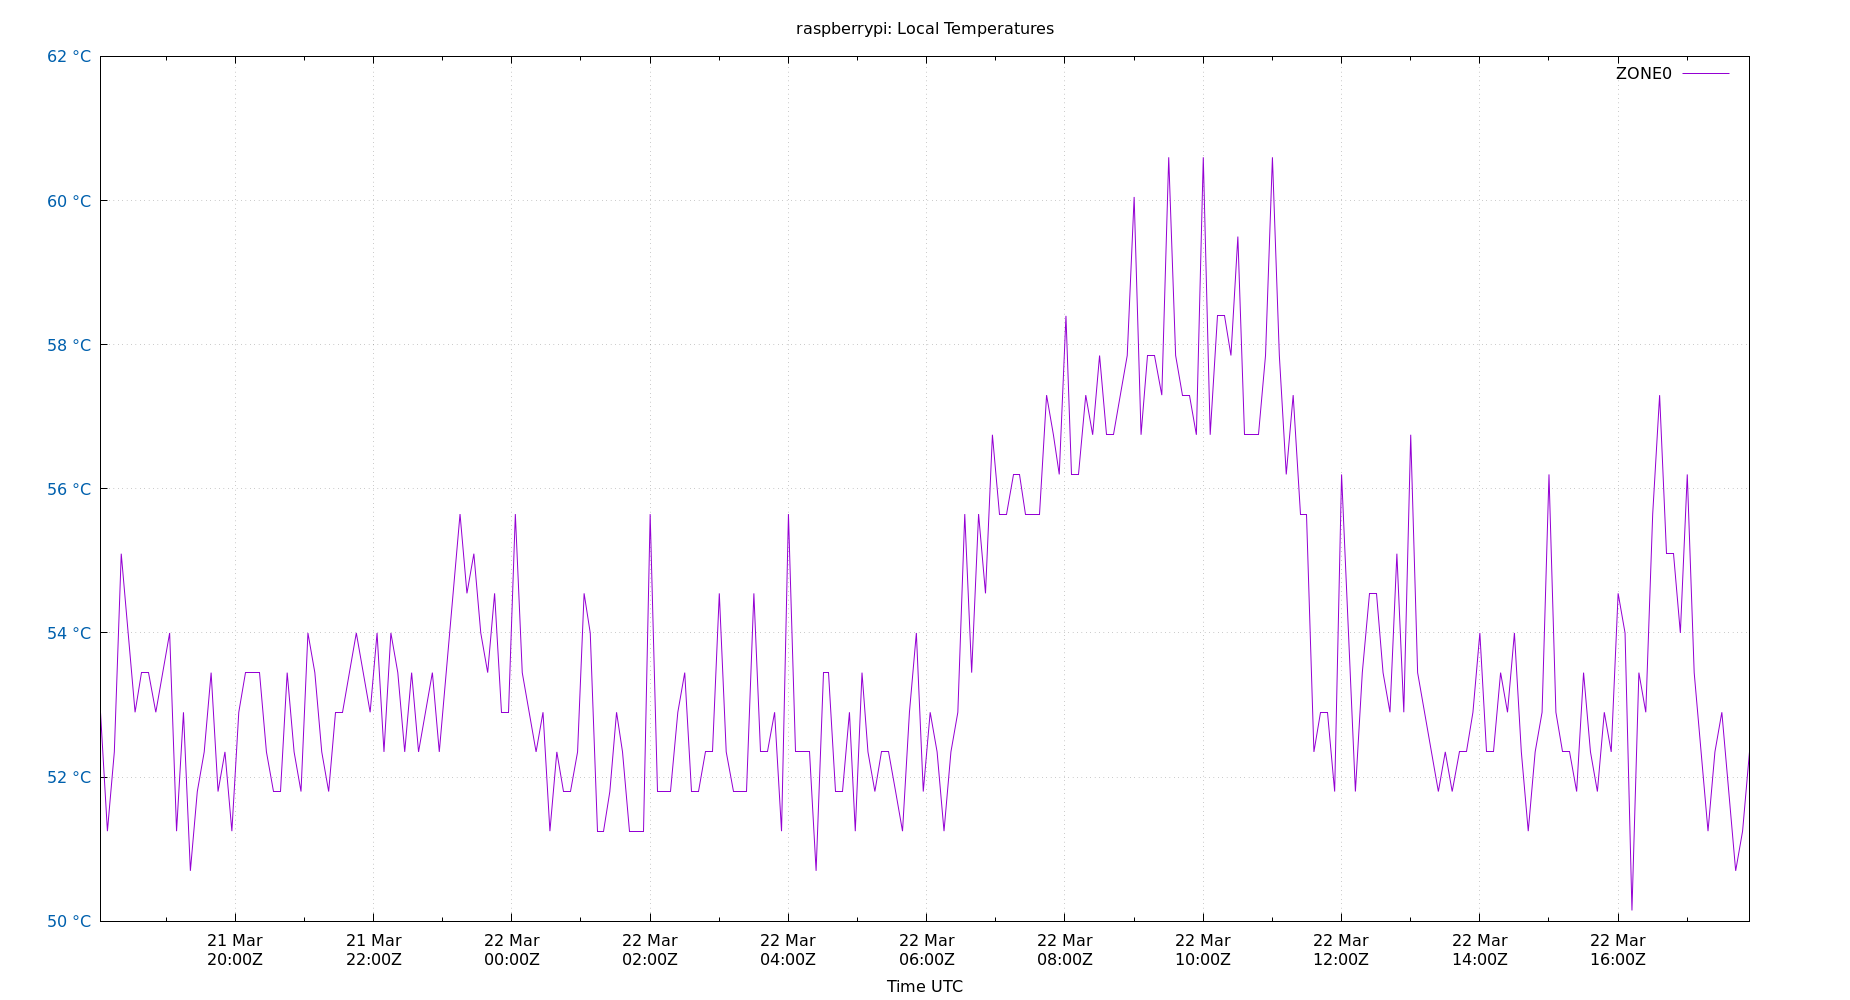 raspberrypi: Local Temperatures
62 °C
ZONE0
60 °C
58 °C
56 °C
54 °C
52 °C
50 °C
21 Mar 21 Mar 22 Mar 22 Mar 22 Mar 22 Mar 22 Mar 22 Mar 22 Mar 22 Mar 22 Mar
20:00Z 22:00Z 00:00Z 02:00Z 04:00Z 06:00Z 08:00Z 10:00Z 12:00Z 14:00Z 16:00Z
Time UTC